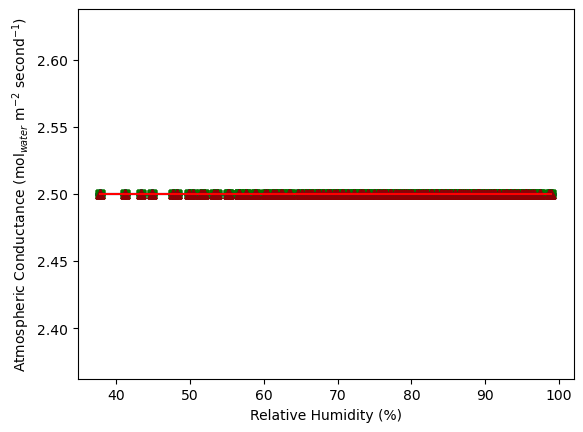 Atmospheric Conductance (mol_water m^−2 second^−1)
2.60
2.55
2.50
2.45
2.40
40 50 60 70 80 90 100
Relative Humidity (%)